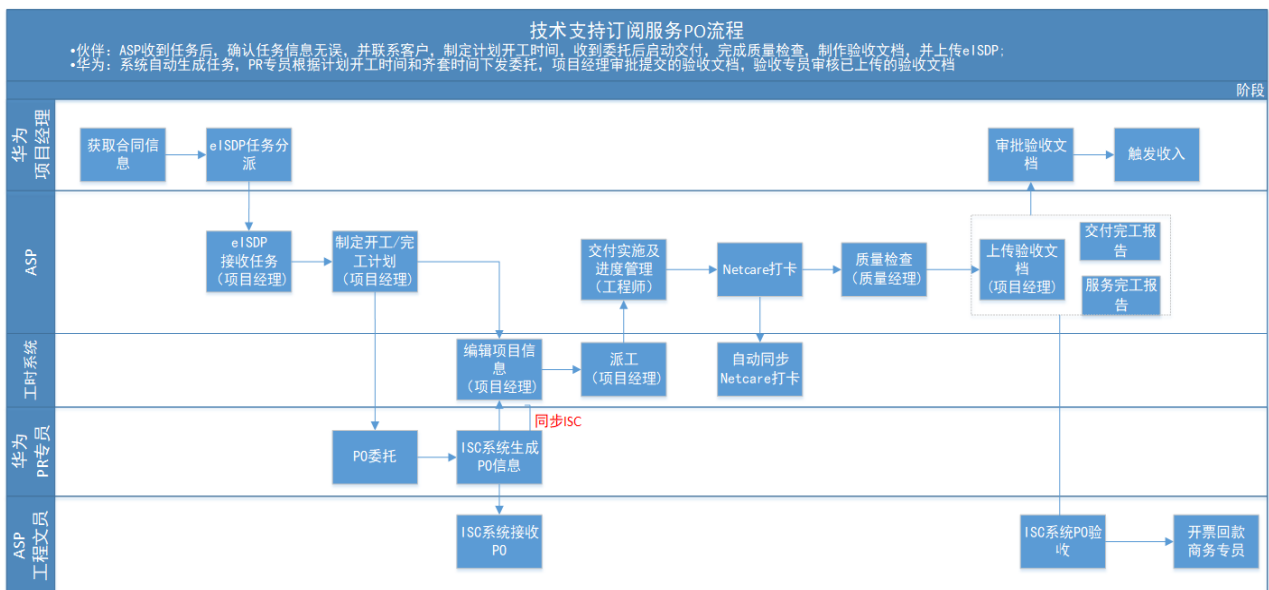 技术支持订阅服务PO流程
•伙伴：ASP收到任务后，确认任务信息无误，并联系客户，制定计划开工时间，收到委托后启动交付，完成质量检查，制作验收文档，并上传eISDP;
•华为：系统自动生成任务，PR专员根据计划开工时间和齐套时间下发委托，项目经理审批提交的验收文档，验收专员审核已上传的验收文档
阶段
华为
项目经理
获取合同信
息
eISDP任务分
派
审批验收文
档
触发收入
ASP
eISDP
接收任务
（项目经理）
制定开工/完
工计划
（项目经理）
交付实施及
进度管理
（工程师）
Netcare打卡
质量检查
（质量经理）
上传验收文
档
（项目经理）
交付完工报
告
服务完工报
告
工时系统
编辑项目信
息
（项目经理）
派工
（项目经理）
自动同步
Netcare打卡
华为
PR专员
PO委托
ISC系统生成
PO信息
同步ISC
ASP
工程文员
ISC系统接收
PO
ISC系统PO验
收
开票回款
商务专员